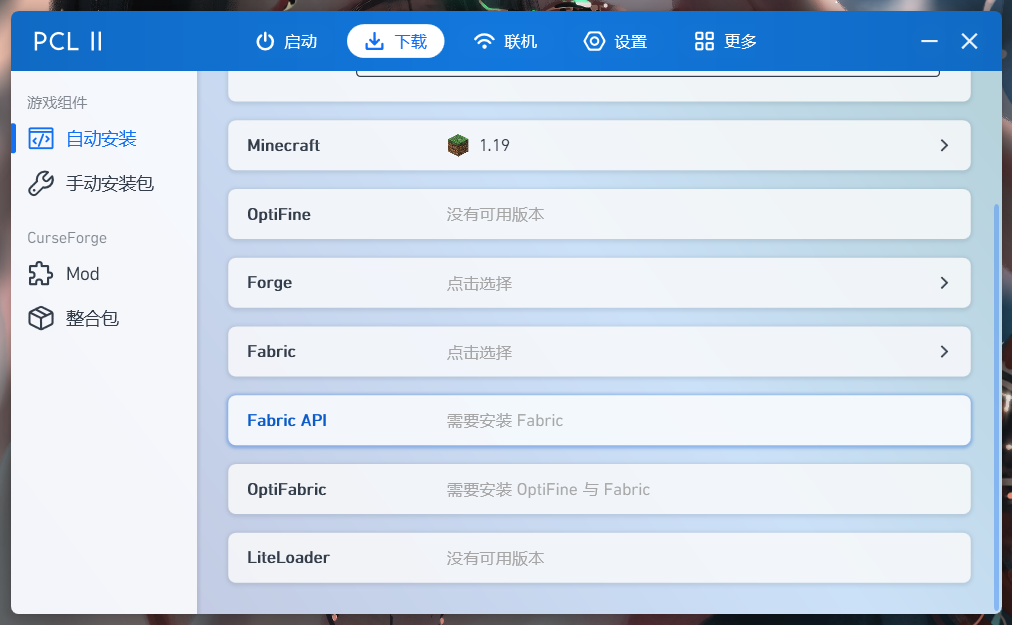 PCL II
启动 下载 联机 设置 更多
游戏组件
自动安装
手动安装包
CurseForge
Mod
整合包
Minecraft 1.19
OptiFine 没有可用版本
Forge 点击选择
Fabric 点击选择
Fabric API 需要安装 Fabric
OptiFabric 需要安装 OptiFine 与 Fabric
LiteLoader 没有可用版本